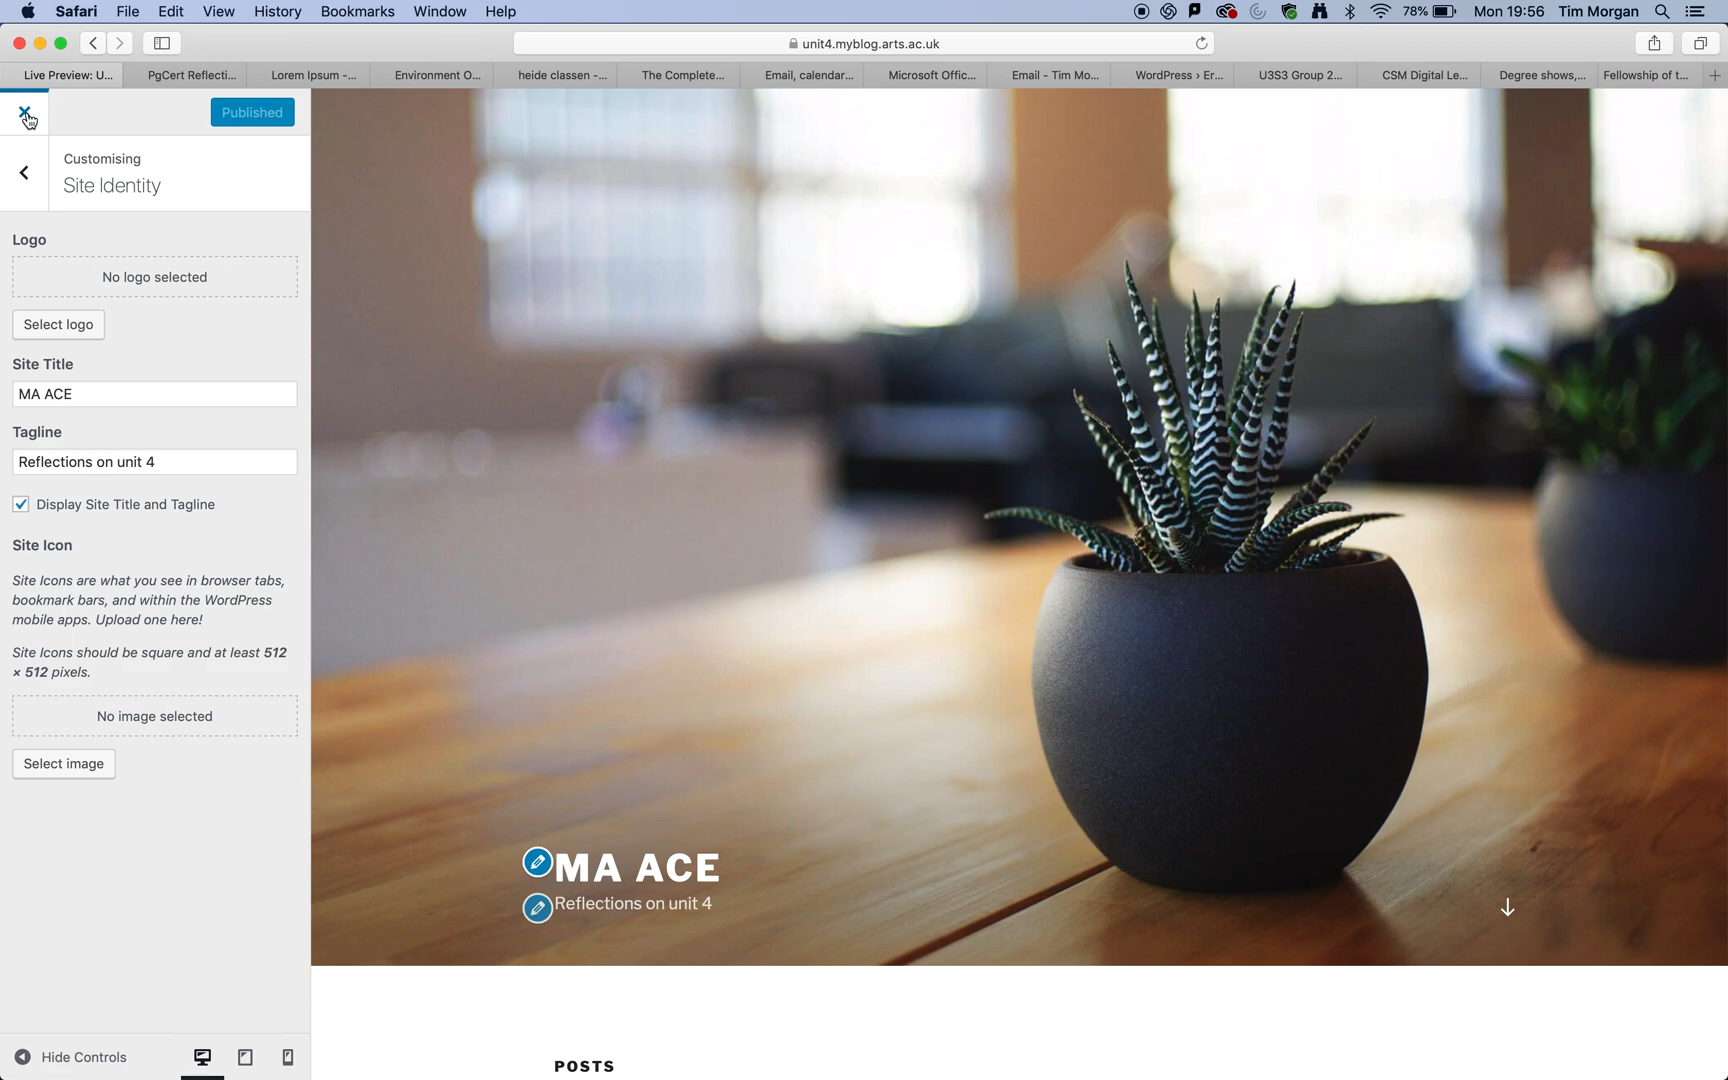 Safari File Edit View History Bookmarks Window Help 78% Mon 19:56 Tim Morgan
unit4.myblog.arts.ac.uk
Live Preview: U... PgCert Reflecti... Lorem Ipsum -... Environment O... heide classen -... The Complete... Email, calendar... Microsoft Offic... Email - Tim Mo... WordPress › Er... U3S3 Group 2... CSM Digital Le... Degree shows,... Fellowship of t...
Published
Customising
Site Identity
Logo
No logo selected
Select logo
Site Title
MA ACE
Tagline
Reflections on unit 4
Display Site Title and Tagline
Site Icon
Site Icons are what you see in browser tabs,
bookmark bars, and within the WordPress
mobile apps. Upload one here!
Site Icons should be square and at least 512
× 512 pixels.
No image selected
Select image
Hide Controls
MA ACE
Reflections on unit 4
POSTS